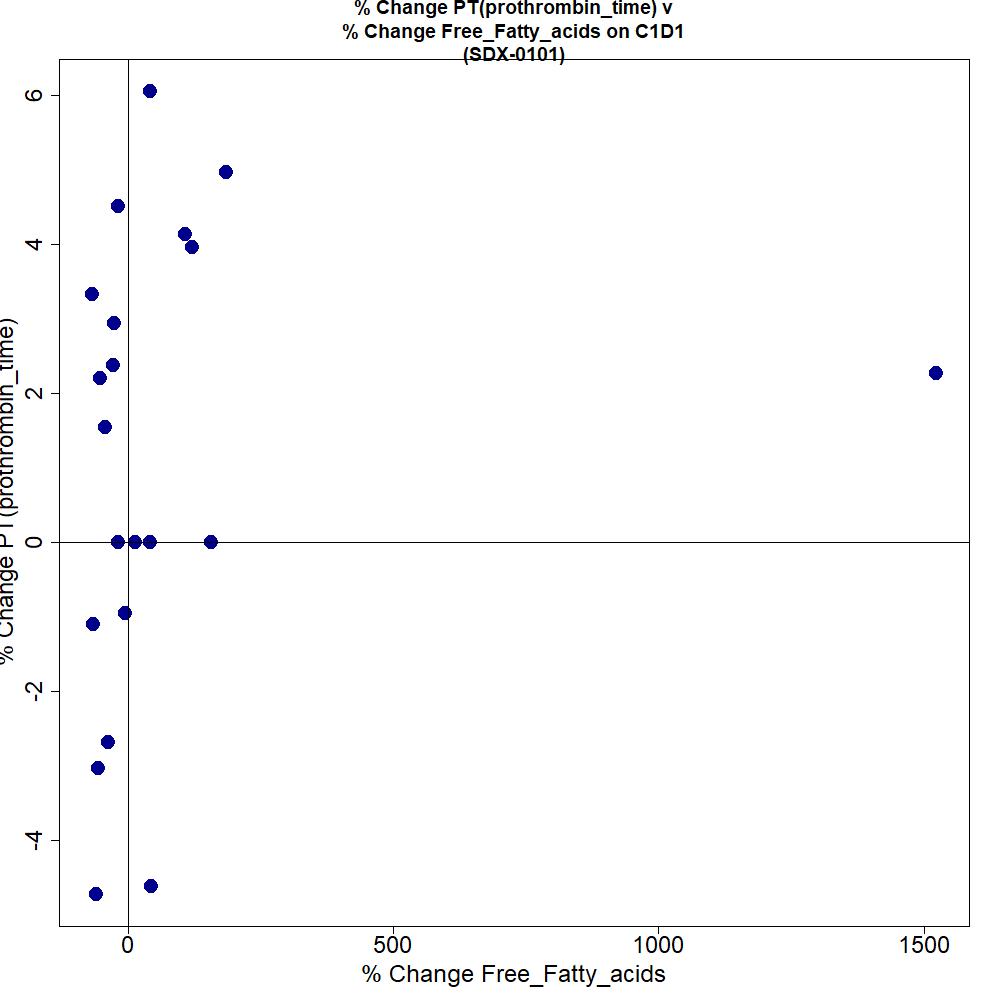 % Change PT(prothrombin_time) v
% Change Free_Fatty_acids on C1D1
(SDX-0101)
% Change PT(prothrombin_time)
6
4
2
0
-2
-4
0
500
1000
1500
% Change Free_Fatty_acids